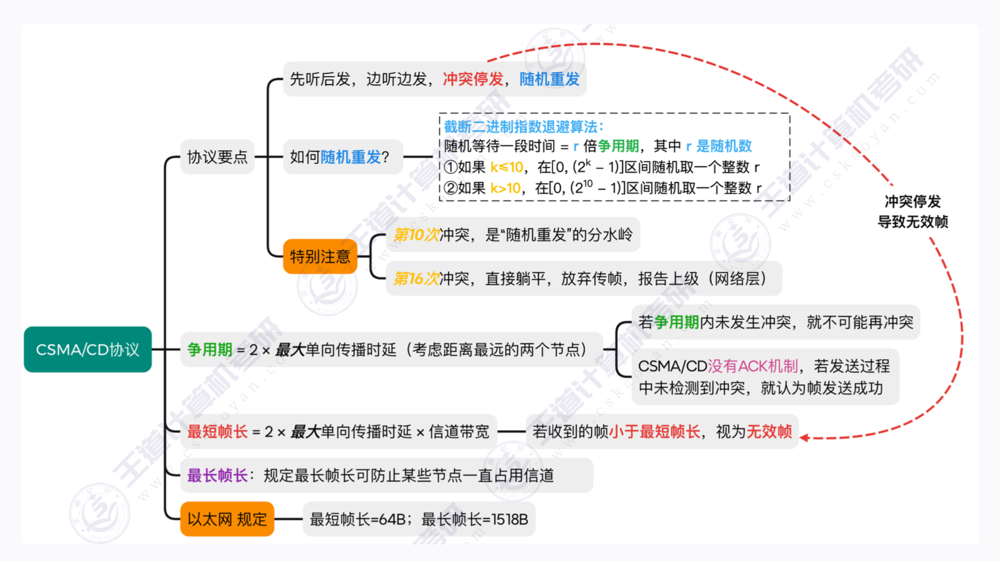 先听后发，边听边发，冲突停发，随机重发
截断二进制指数退避算法：
随机等待一段时间 = r 倍争用期，其中 r 是随机数
协议要点
如何随机重发？
①如果 k≤10，在[0, (2^k – 1)]区间随机取一个整数 r
②如果 k>10，在[0, (2^10 – 1)]区间随机取一个整数 r
冲突停发
导致无效帧
特别注意
第10次冲突，是“随机重发”的分水岭
第16次冲突，直接躺平，放弃传帧，报告上级（网络层）
CSMA/CD协议
争用期 = 2 × 最大单向传播时延（考虑距离最远的两个节点）
若争用期内未发生冲突，就不可能再冲突
CSMA/CD没有ACK机制，若发送过程
中未检测到冲突，就认为帧发送成功
最短帧长 = 2 × 最大单向传播时延 × 信道带宽
若收到的帧小于最短帧长，视为无效帧
最长帧长：规定最长帧长可防止某些节点一直占用信道
以太网 规定
最短帧长=64B；最长帧长=1518B
王道计算机考研
www.cskaoyan.com